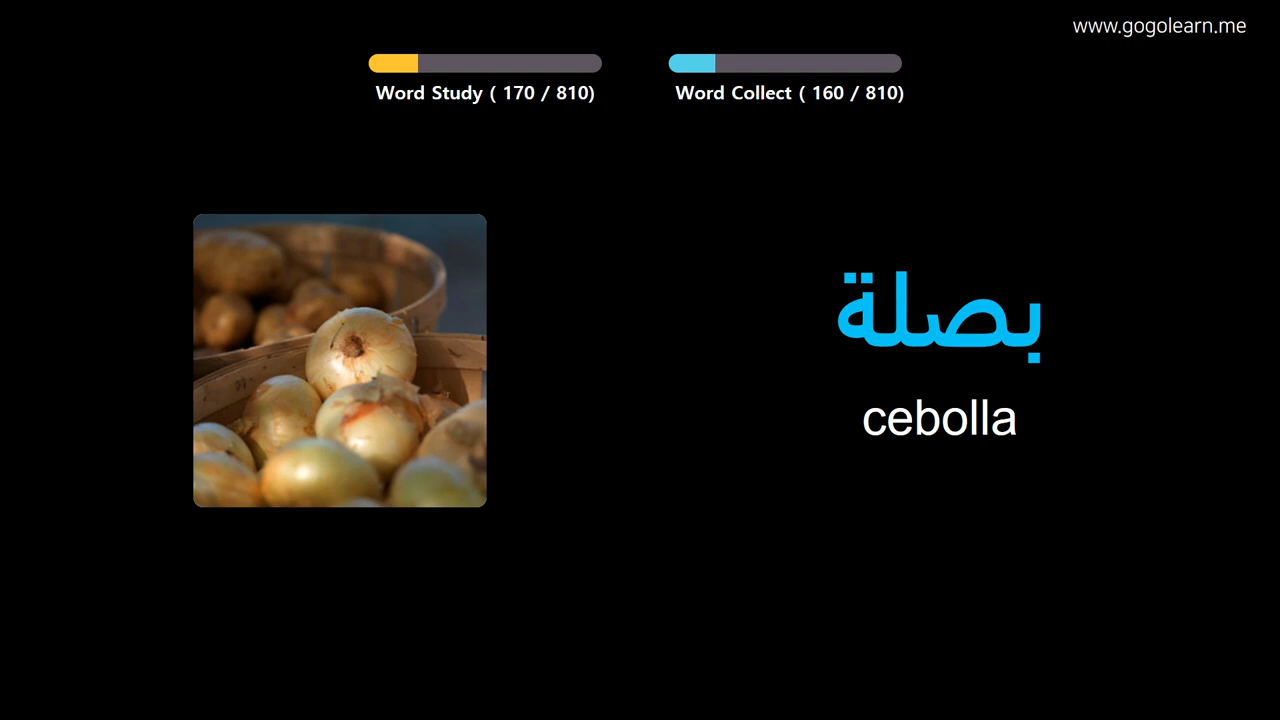 www.gogolearn.me
Word Study ( 170 / 810)
Word Collect ( 160 / 810)
بصلة
cebolla